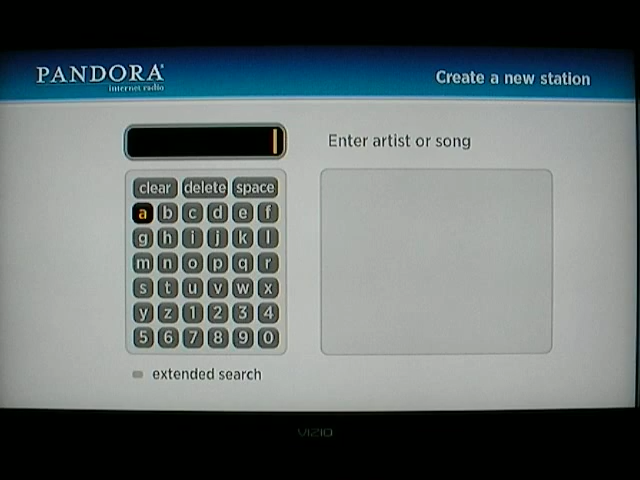 PANDORA
internet radio
Create a new station
Enter artist or song
clear delete space
a b c d e f
g h i j k l
m n o p q r
s t u v w x
y z 1 2 3 4
5 6 7 8 9 0
extended search
VIZIO